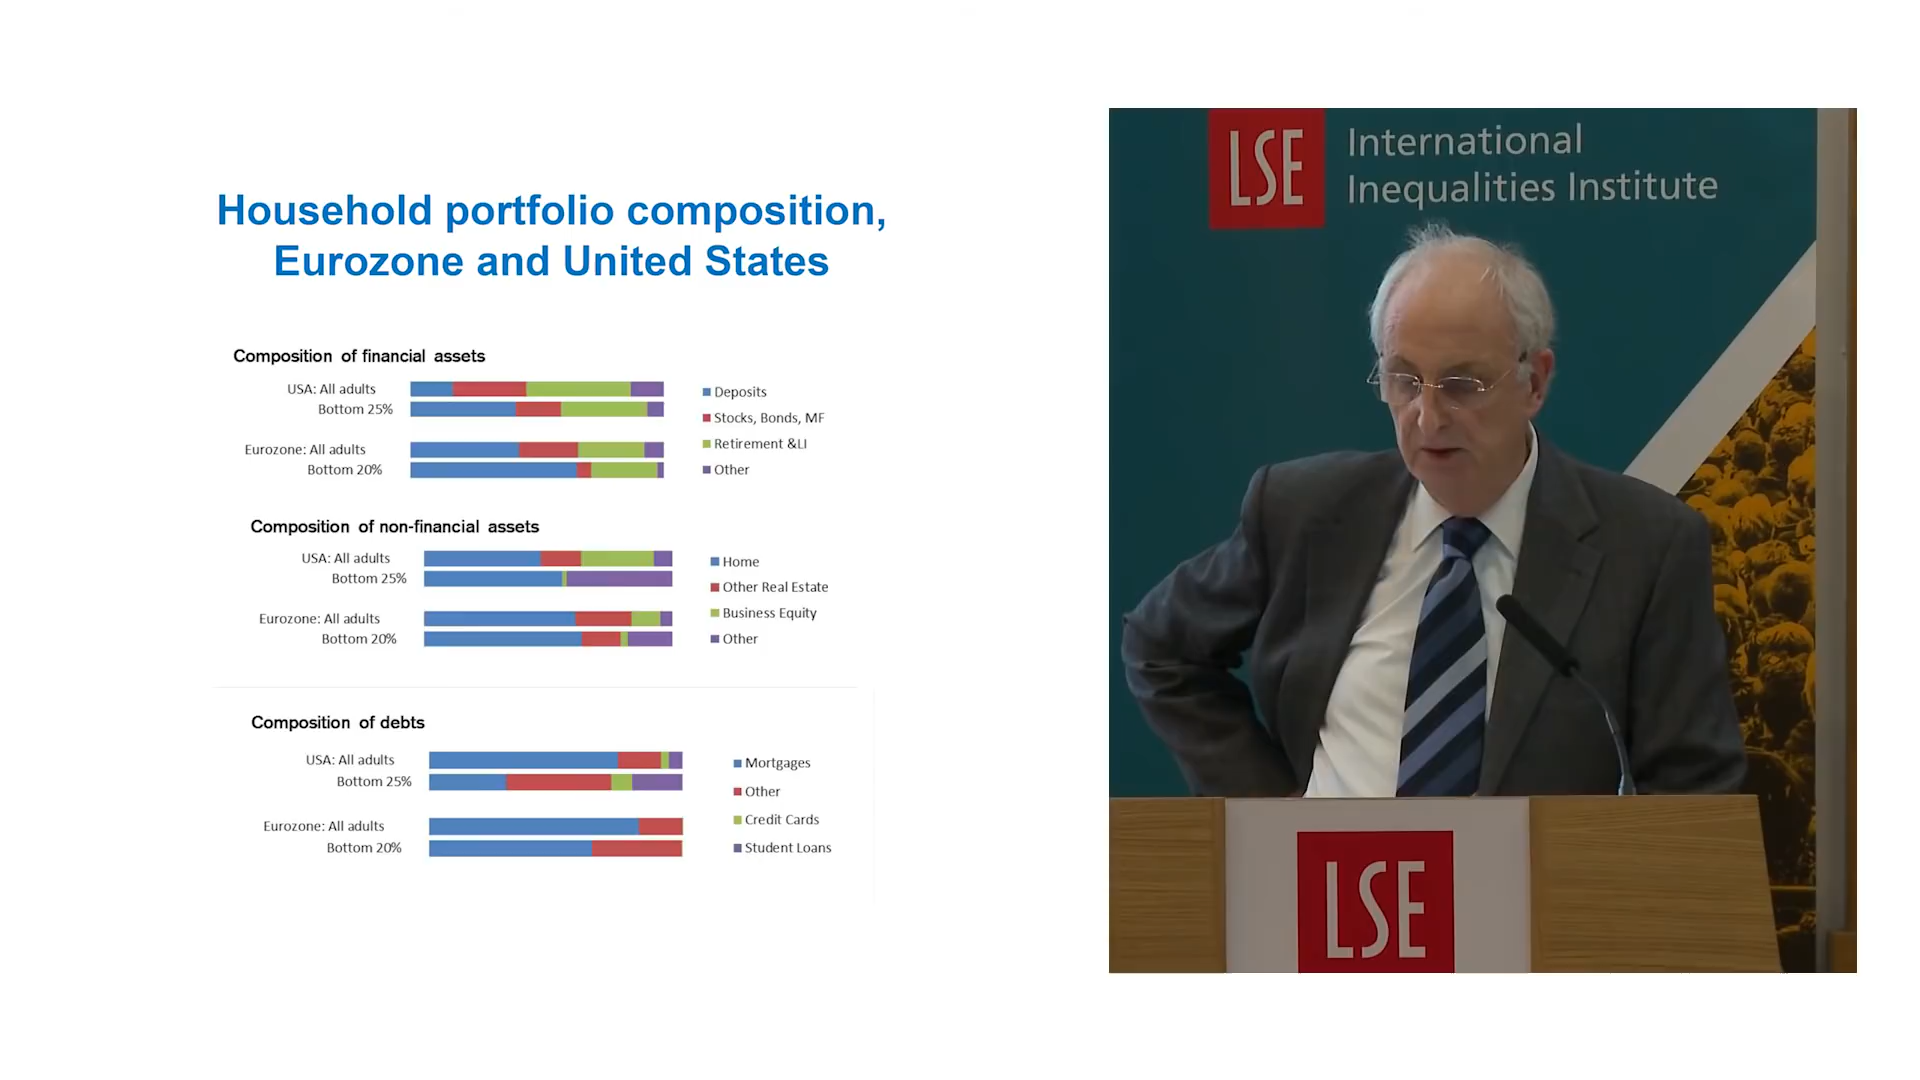 Household portfolio composition,
Eurozone and United States
Composition of financial assets
USA: All adults
Bottom 25%
Eurozone: All adults
Bottom 20%
Deposits
Stocks, Bonds, MF
Retirement &LI
Other
Composition of non-financial assets
USA: All adults
Bottom 25%
Eurozone: All adults
Bottom 20%
Home
Other Real Estate
Business Equity
Other
Composition of debts
USA: All adults
Bottom 25%
Eurozone: All adults
Bottom 20%
Mortgages
Other
Credit Cards
Student Loans
LSE
International
Inequalities Institute
LSE